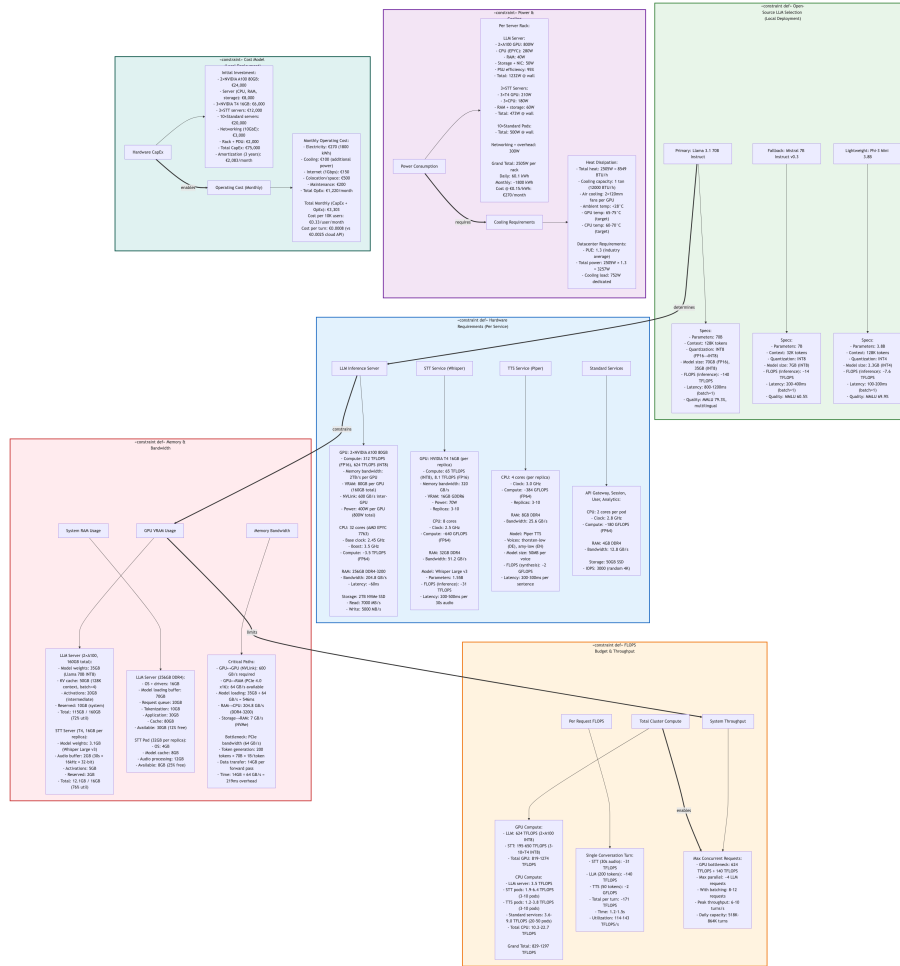 «constraint» Cost Model
Initial Investment:
- 2×NVIDIA A100 80GB:
€24,000
- Server (CPU, RAM,
storage): €8,000
- 3×NVIDIA T4 16GB: €6,000
- 3×STT servers: €12,000
- 10×Standard servers:
€20,000
- Networking (10GbE):
€3,000
- Rack + PDU: €2,000
- Total CapEx: €75,000
- Amortization (3 years):
€2,083/month
Hardware CapEx
enables
Operating Cost (Monthly)
Monthly Operating Cost:
- Electricity: €270 (1800
kWh)
- Cooling: €100 (additional
power)
- Internet (1Gbps): €150
- Colocation/space: €500
- Maintenance: €200
- Total OpEx: €1,220/month
Total Monthly (CapEx +
OpEx): €3,303
Cost per 10K users:
€0.33/user/month
Cost per turn: €0.0008 (vs
€0.0025 cloud API)
«constraint» Power &
Per Server Rack:
LLM Server:
- 2×A100 GPU: 800W
- CPU (EPYC): 280W
- RAM: 40W
- Storage + NIC: 50W
- PSU efficiency: 95%
- Total: 1232W @ wall
3×STT Servers:
- 3×T4 GPU: 210W
- 3×CPU: 180W
- RAM + storage: 60W
- Total: 473W @ wall
10×Standard Pods
- Total: 500W @ wall
Networking + overhead:
300W
Grand Total: 2505W per
rack
Daily: 60.1 kWh
Monthly: ~1800 kWh
Cost @ €0.15/kWh:
€270/month
Power Consumption
requires
Cooling Requirements
Heat Dissipation:
- Total heat: 2505W = 8549
BTU/h
- Cooling capacity: 1 ton
(12000 BTU/h)
- Air cooling: 2×120mm
fans per GPU
- Ambient temp: <28°C
- GPU temp: 65-75°C
(target)
- CPU temp: 60-70°C
(target)
Datacenter Requirements:
- PUE: 1.3 (industry
average)
- Total power: 2505W × 1.3
= 3257W
- Cooling load: 752W
dedicated
«constraint def» Open-
Source LLM Selection
(Local Deployment)
Primary: Llama 3.1 70B
Instruct
Fallback: Mistral 7B
Instruct v0.3
Lightweight: Phi-3 Mini
3.8B
determines
Specs:
- Parameters: 70B
- Context: 128K tokens
- Quantization: INT8
(FP16→INT8)
- Model size: 70GB (FP16),
35GB (INT8)
- FLOPS (inference): ~140
TFLOPS
- Latency: 800-1200ms
(batch=1)
- Quality: MMLU 79.3%,
multilingual
Specs:
- Parameters: 7B
- Context: 32K tokens
- Quantization: INT8
- Model size: 7GB (INT8)
- FLOPS (inference): ~14
TFLOPS
- Latency: 200-400ms
(batch=1)
- Quality: MMLU 60.5%
Specs:
- Parameters: 3.8B
- Context: 128K tokens
- Quantization: INT4
- Model size: 2.3GB (INT4)
- FLOPS (inference): ~7.6
TFLOPS
- Latency: 100-200ms
(batch=1)
- Quality: MMLU 69.9%
«constraint def» Hardware
Requirements (Per Service)
LLM Inference Server
STT Service (Whisper)
TTS Service (Piper)
Standard Services
constrains
GPU: 2×NVIDIA A100 80GB
- Compute: 312 TFLOPS
(FP16), 624 TFLOPS (INT8)
- Memory bandwidth:
2TB/s per GPU
- VRAM: 80GB per GPU
(160GB total)
- NVLink: 600 GB/s inter-
GPU
- Power: 400W per GPU
(800W total)
CPU: 32 cores (AMD EPYC
7763)
- Base clock: 2.45 GHz
- Boost: 3.5 GHz
- Compute: ~3.5 TFLOPS
(FP64)
RAM: 256GB DDR4-3200
- Bandwidth: 204.8 GB/s
- Latency: ~60ns
Storage: 2TB NVMe SSD
- Read: 7000 MB/s
- Write: 5000 MB/s
GPU: NVIDIA T4 16GB (per
replica)
- Compute: 65 TFLOPS
(INT8), 8.1 TFLOPS (FP16)
- Memory bandwidth: 320
GB/s
- VRAM: 16GB GDDR6
- Power: 70W
- Replicas: 3-10
CPU: 8 cores
- Clock: 2.5 GHz
- Compute: ~640 GFLOPS
(FP64)
RAM: 32GB DDR4
- Bandwidth: 51.2 GB/s
Model: Whisper Large v3
- Parameters: 1.55B
- FLOPS (inference): ~31
TFLOPS
- Latency: 200-500ms per
30s audio
CPU: 4 cores (per replica)
- Clock: 3.0 GHz
- Compute: ~384 GFLOPS
(FP64)
- Replicas: 3-10
RAM: 8GB DDR4
- Bandwidth: 25.6 GB/s
Model: Piper TTS
- Voices: thorsten-low
(DE), amy-low (EN)
- Model size: 50MB per
voice
- FLOPS (synthesis): ~2
GFLOPS
- Latency: 200-300ms per
sentence
API Gateway, Session,
User, Analytics:
CPU: 2 cores per pod
- Clock: 2.8 GHz
- Compute: ~180 GFLOPS
(FP64)
RAM: 4GB DDR4
- Bandwidth: 12.8 GB/s
Storage: 50GB SSD
- IOPS: 3000 (random 4K)
«constraint def» Memory &
Bandwidth
System RAM Usage
GPU VRAM Usage
Memory Bandwidth
limits
LLM Server (2×A100,
160GB total):
- Model weights: 35GB
(Llama 70B INT8)
- KV cache: 50GB (128K
context, batch=4)
- Activations: 20GB
(intermediate)
- Reserved: 10GB (system)
- Total: 115GB / 160GB
(72% util)
STT Server (T4, 16GB per
replica):
- Model weights: 3.1GB
(Whisper Large v3)
- Audio buffer: 2GB (30s ×
16kHz × 32-bit)
- Activations: 5GB
- Reserved: 2GB
- Total: 12.1GB / 16GB
(76% util)
LLM Server (256GB DDR4):
- OS + drivers: 16GB
- Model loading buffer:
70GB
- Request queue: 20GB
- Tokenization: 10GB
- Application: 30GB
- Cache: 80GB
- Available: 30GB (12% free)
STT Pod (32GB per replica):
- OS: 4GB
- Model cache: 8GB
- Audio processing: 12GB
- Available: 8GB (25% free)
Critical Paths:
- GPU↔GPU (NVLink): 600
GB/s required
- GPU↔RAM (PCIe 4.0
x16): 64 GB/s available
- Model loading: 35GB ÷ 64
GB/s = 546ms
- RAM↔CPU: 204.8 GB/s
(DDR4-3200)
- Storage→RAM: 7 GB/s
(NVMe)
Bottleneck: PCIe
bandwidth (64 GB/s)
- Token generation: 200
tokens × 70B × 1B/token
- Data transfer: 14GB per
forward pass
- Time: 14GB ÷ 64 GB/s =
219ms overhead
«constraint def» FLOPS
Budget & Throughput
Per Request FLOPS
Total Cluster Compute
System Throughput
enables
GPU Compute:
- LLM: 624 TFLOPS (2×A100
INT8)
- STT: 195-650 TFLOPS (3-
10×T4 INT8)
- Total GPU: 819-1274
TFLOPS
CPU Compute:
- LLM server: 3.5 TFLOPS
- STT pods: 1.9-6.4 TFLOPS
(3-10 pods)
- TTS pods: 1.2-3.8 TFLOPS
(3-10 pods)
- Standard services: 3.6-
9.0 TFLOPS (20-50 pods)
- Total CPU: 10.2-22.7
TFLOPS
Grand Total: 829-1297
TFLOPS
Single Conversation Turn:
- STT (30s audio): ~31
TFLOPS
- LLM (200 tokens): ~140
TFLOPS
- TTS (50 tokens): ~2
GFLOPS
- Total per turn: ~171
TFLOPS
- Time: 1.2-1.5s
- Utilization: 114-143
TFLOPS/s
Max Concurrent Requests:
- GPU bottleneck: 624
TFLOPS ÷ 140 TFLOPS
- Max parallel: ~4 LLM
requests
- With batching: 8-12
requests
- Peak throughput: 6-10
turns/s
- Daily capacity: 518K-
864K turns